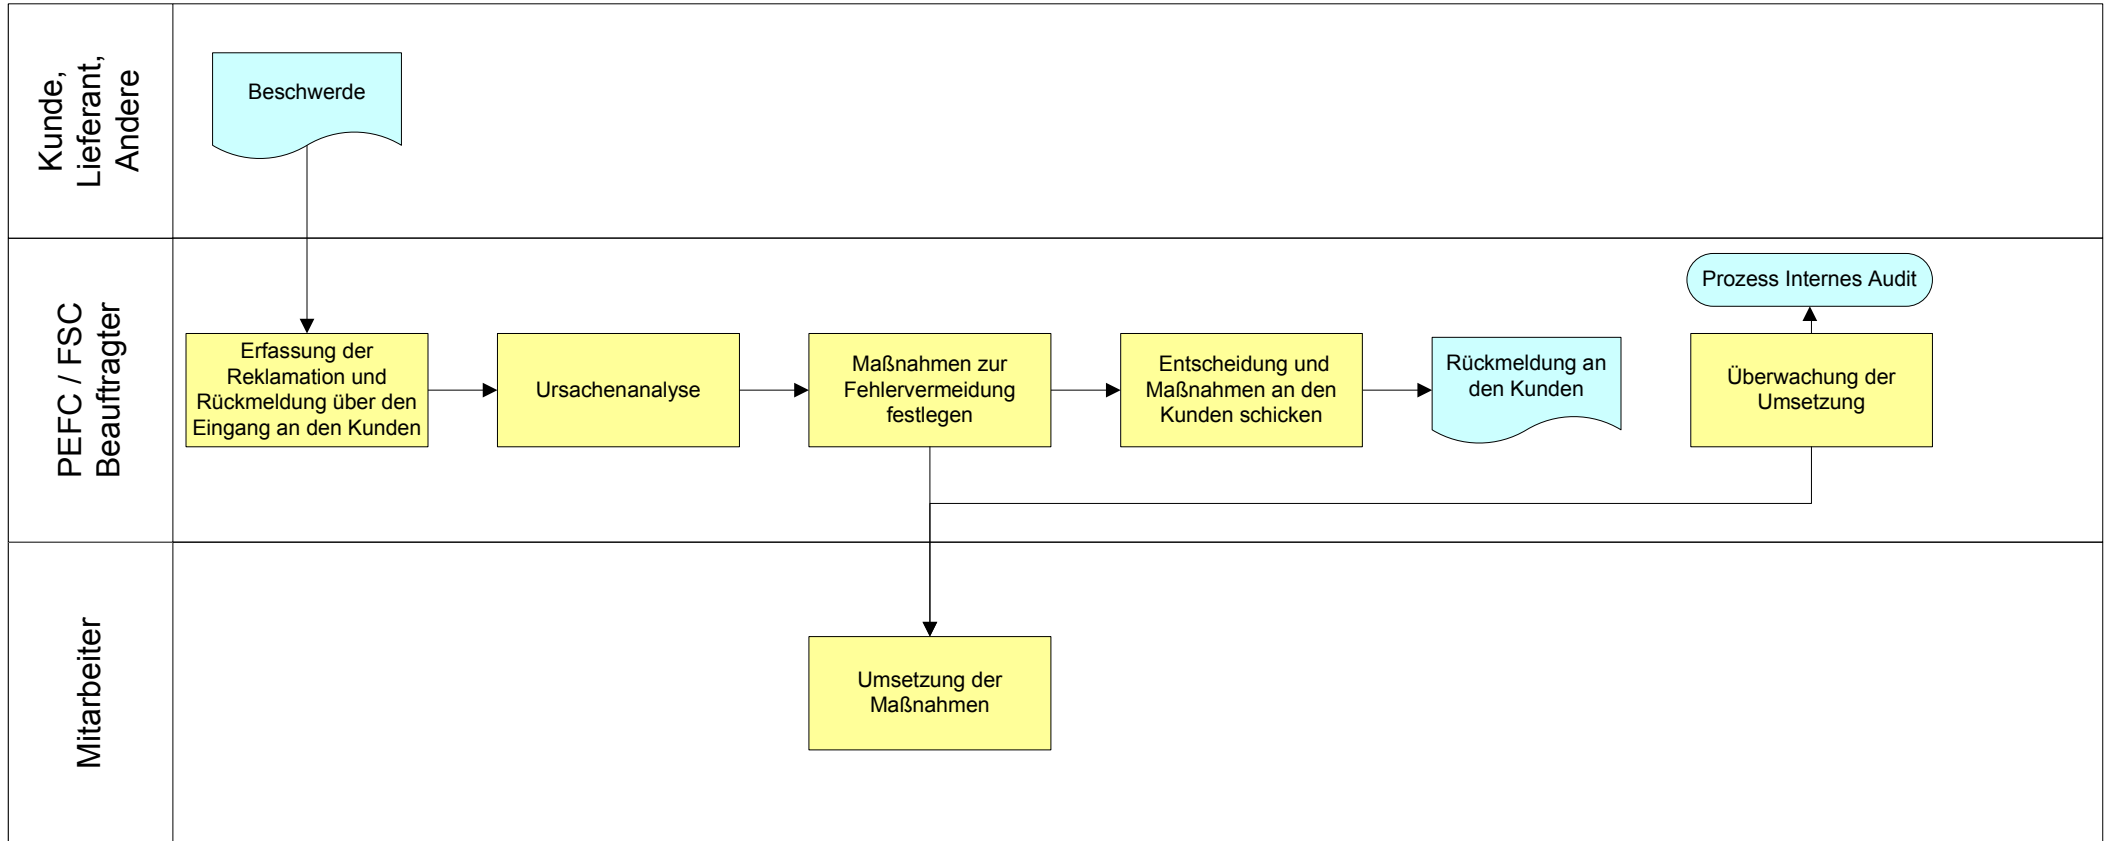 Kunde,
Lieferant,
Andere
Beschwerde
PEFC / FSC
Beauftragter
Erfassung der
Reklamation und
Rückmeldung über den
Eingang an den Kunden
Ursachenanalyse
Maßnahmen zur
Fehlervermeidung
festlegen
Entscheidung und
Maßnahmen an den
Kunden schicken
Rückmeldung an
den Kunden
Prozess Internes Audit
Überwachung der
Umsetzung
Mitarbeiter
Umsetzung der
Maßnahmen